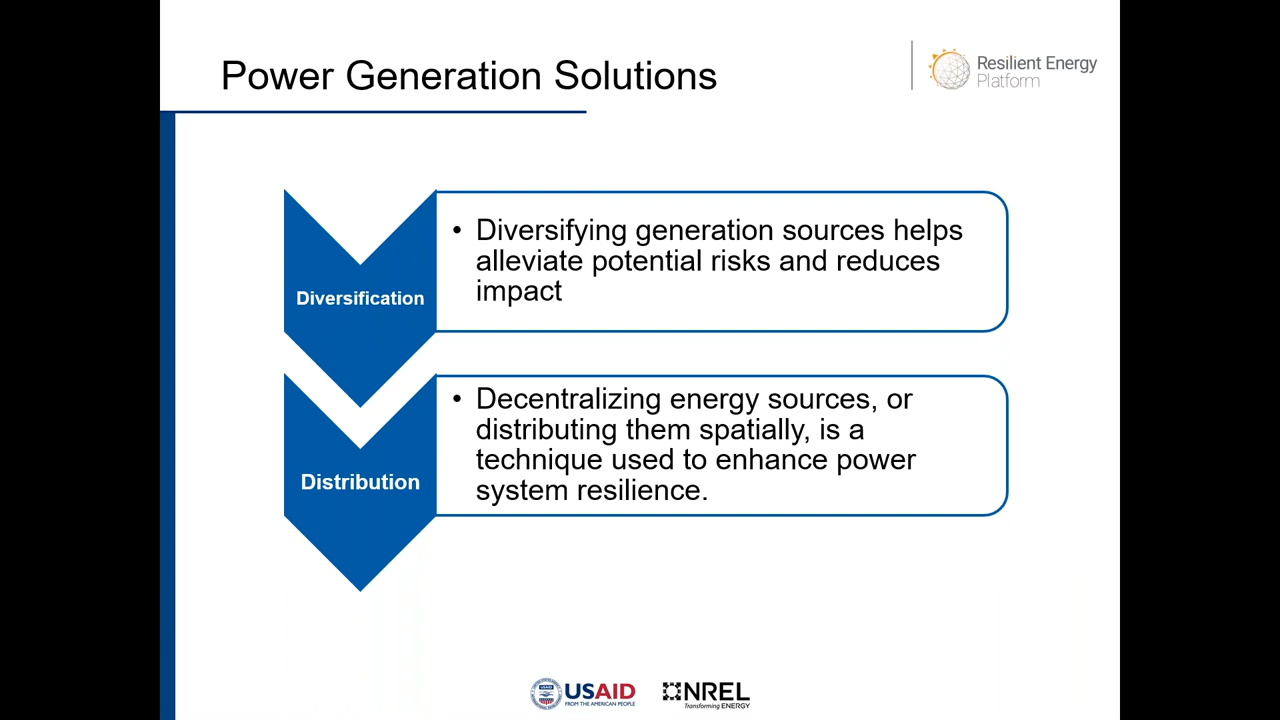 Power Generation Solutions
Resilient Energy
Platform
Diversification
• Diversifying generation sources helps
alleviate potential risks and reduces
impact
Distribution
• Decentralizing energy sources, or
distributing them spatially, is a
technique used to enhance power
system resilience.
USAID
FROM THE AMERICAN PEOPLE
NREL
Transforming ENERGY